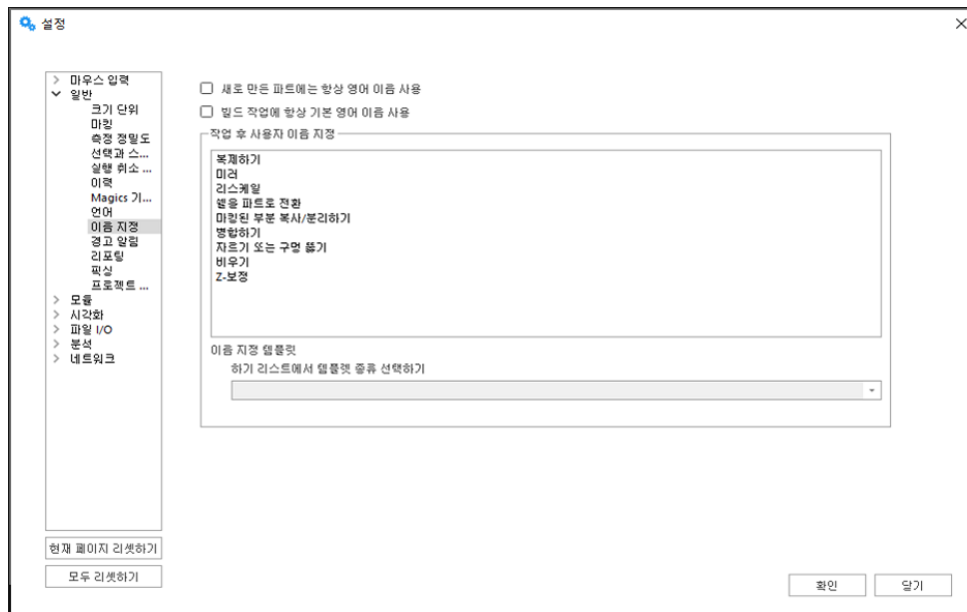 설정
마우스 입력
일반
크기 단위
마킹
측정 정밀도
선택과 스...
실행 취소 ...
이력
Magics 기...
언어
이름 지정
경고 알림
리포팅
픽싱
프로젝트 ...
모듈
시각화
파일 I/O
분석
네트워크
현재 페이지 리셋하기
모두 리셋하기
새로 만든 파트에는 항상 영어 이름 사용
빌드 작업에 항상 기본 영어 이름 사용
작업 후 사용자 이름 지정
복제하기
미러
리스케일
쉘을 파트로 전환
마킹된 부분 복사/분리하기
병합하기
자르기 또는 구멍 뚫기
비우기
Z-보정
이름 지정 템플릿
하기 리스트에서 템플렛 종류 선택하기
확인
닫기